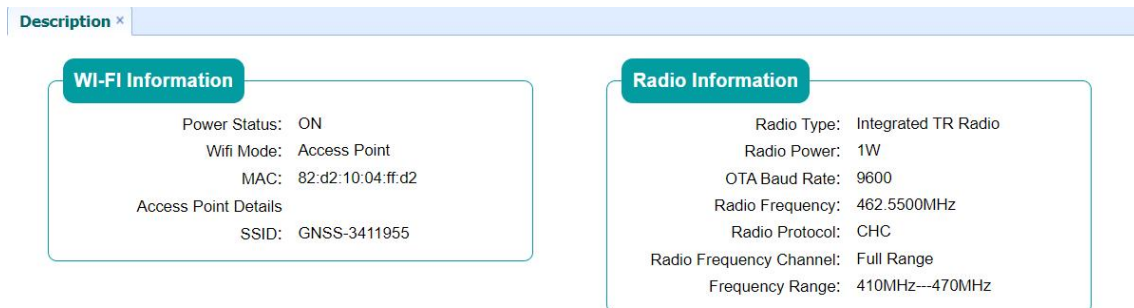 Description ×
WI-FI Information
Power Status: ON
Wifi Mode: Access Point
MAC: 82:d2:10:04:ff:d2
Access Point Details
SSID: GNSS-3411955
Radio Information
Radio Type: Integrated TR Radio
Radio Power: 1W
OTA Baud Rate: 9600
Radio Frequency: 462.5500MHz
Radio Protocol: CHC
Radio Frequency Channel: Full Range
Frequency Range: 410MHz---470MHz